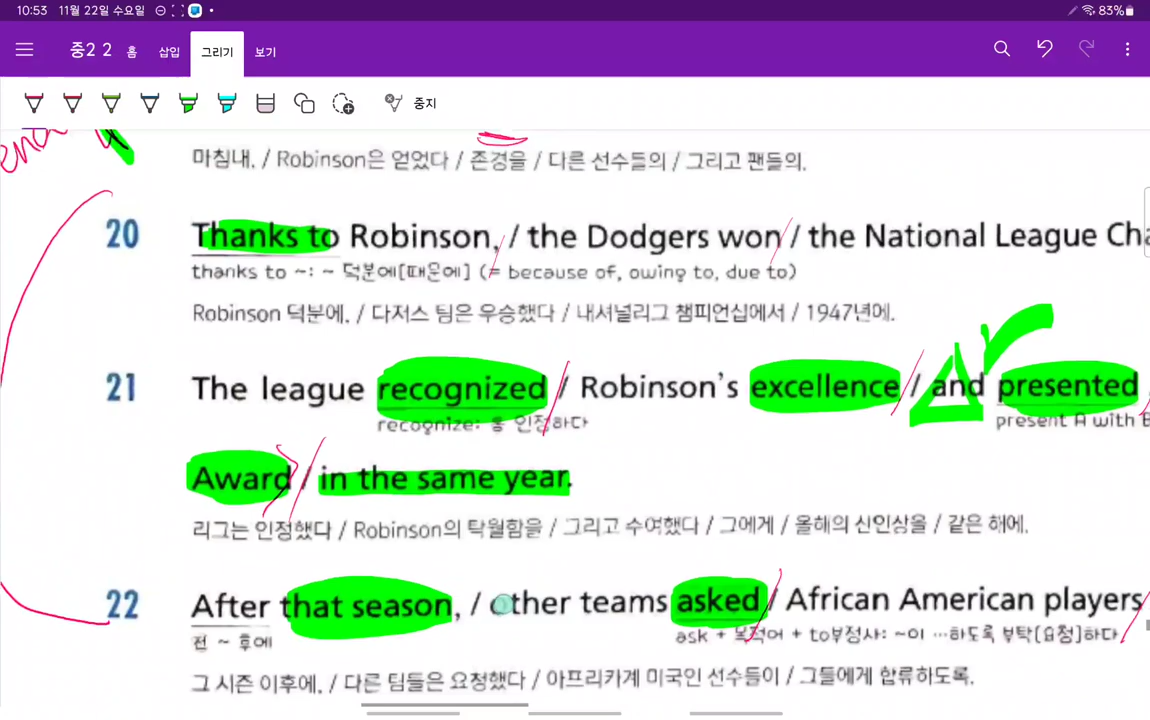 10:53 11월 22일 수요일 83%
중2 2 홈 삽입 그리기 보기
중지
마침내, / Robinson은 얻었다 / 존경을 / 다른 선수들의 / 그리고 팬들의.
20 Thanks to Robinson, / the Dodgers won / the National League Cha
thanks to ~: ~ 덕분에[때문에] (= because of, owing to, due to)
Robinson 덕분에, / 다저스 팀은 우승했다 / 내셔널리그 챔피언십에서 / 1947년에.
21 The league recognized / Robinson's excellence / and presented
recognize: 통 인정하다
present A with B
Award / in the same year.
리그는 인정했다 / Robinson의 탁월함을 / 그리고 수여했다 / 그에게 / 올해의 신인상을 / 같은 해에.
22 After that season, / other teams asked / African American players
전 ~ 후에
ask + 목적어 + to부정사: ~이 …하도록 부탁[요청]하다
그 시즌 이후에, / 다른 팀들은 요청했다 / 아프리카계 미국인 선수들이 / 그들에게 합류하도록.